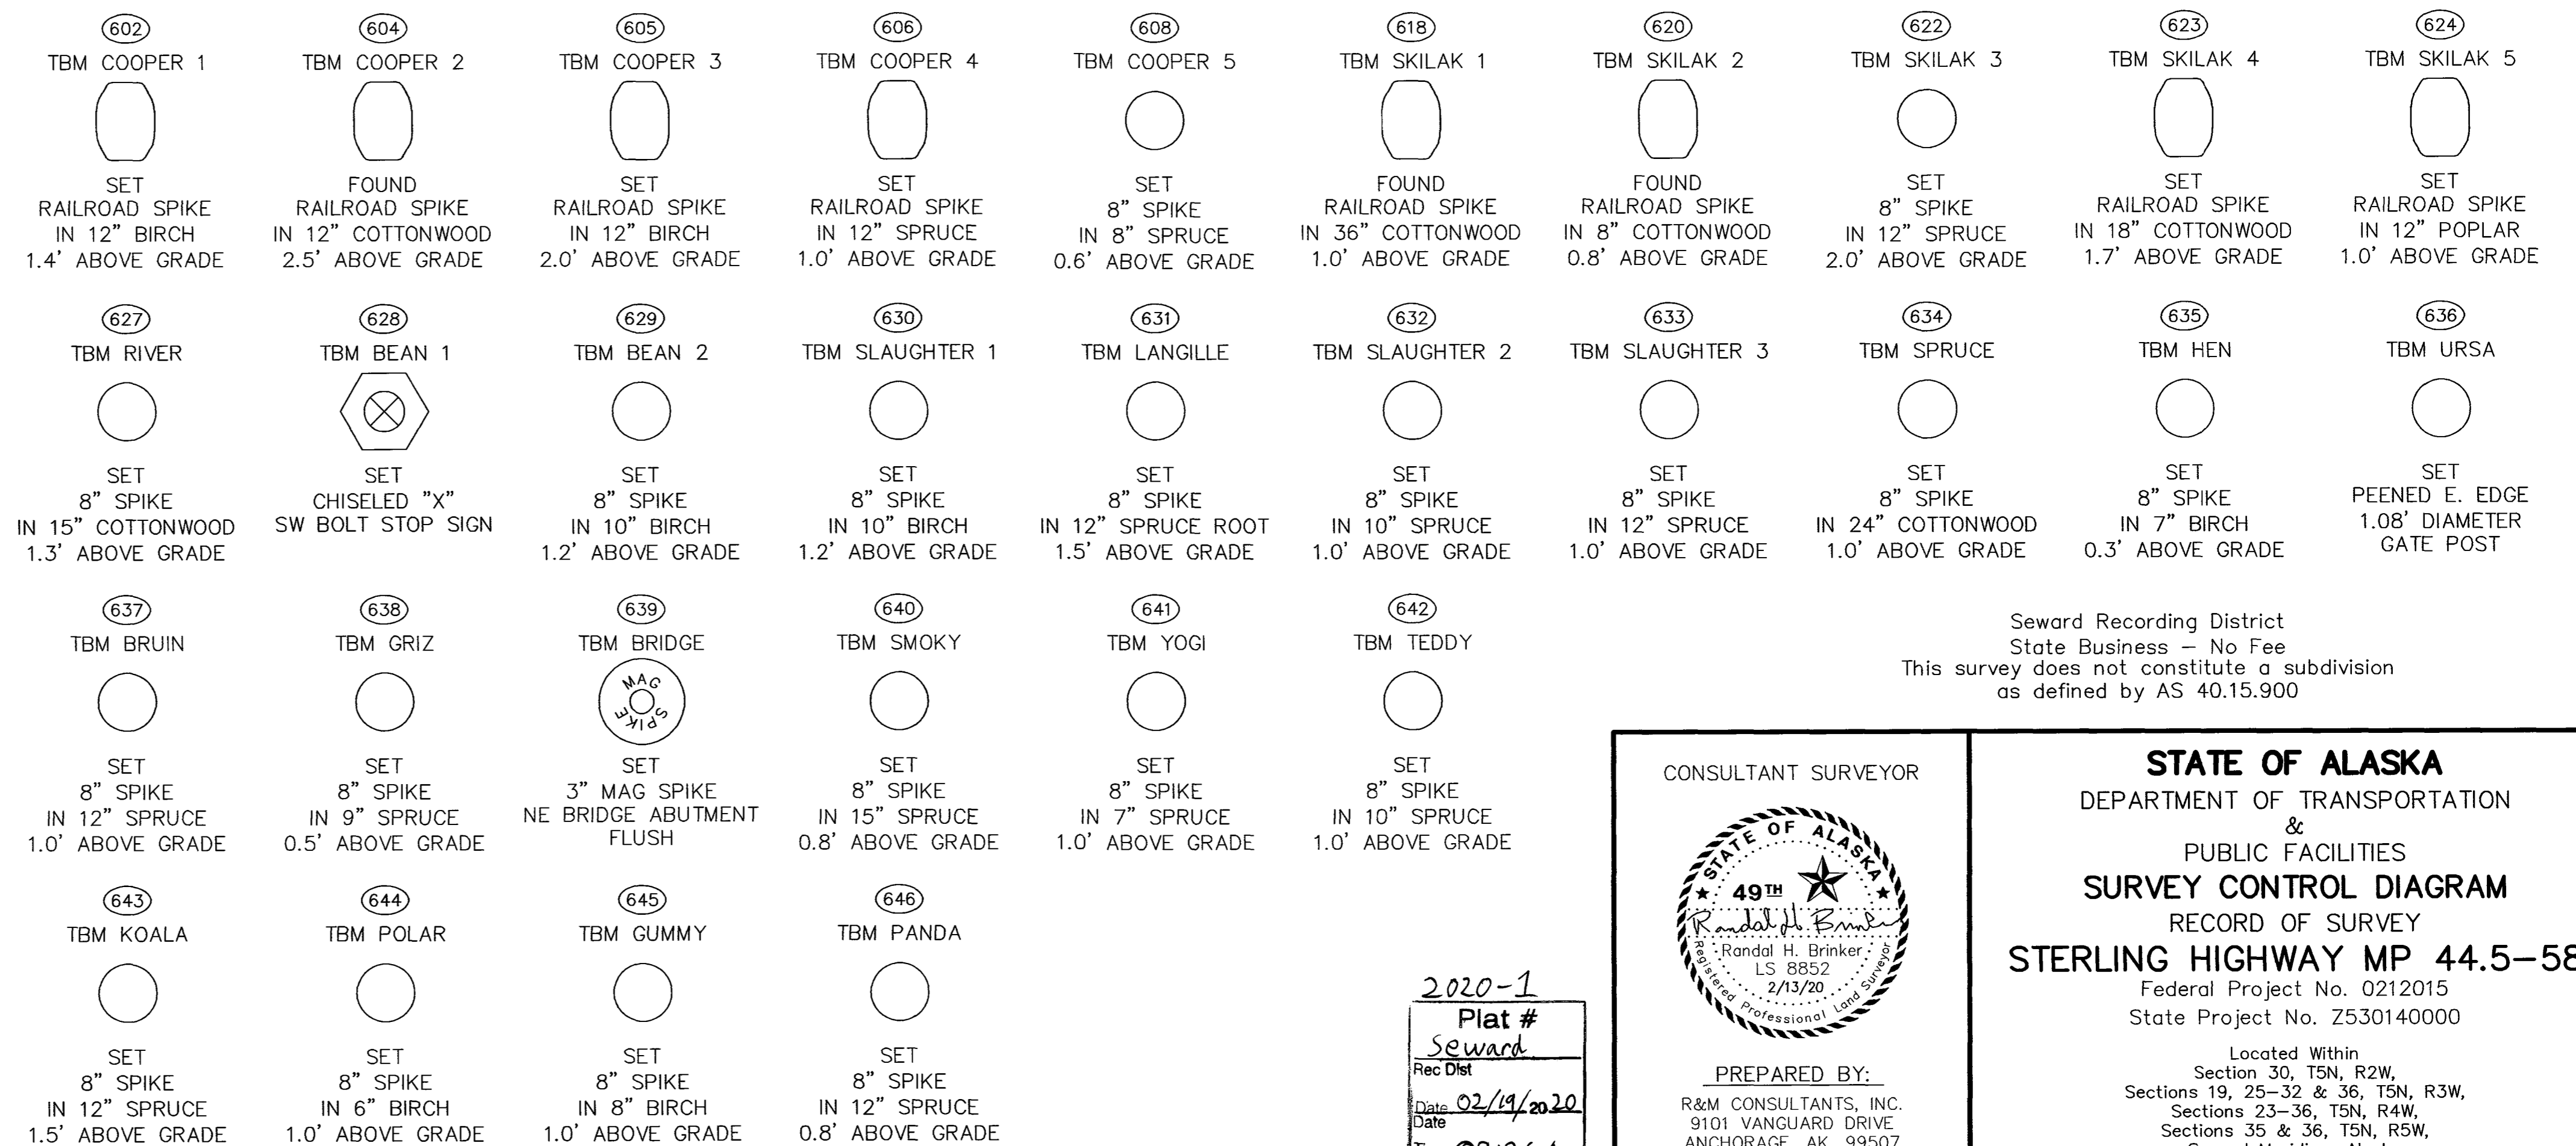 602
TBM COOPER 1
SET
RAILROAD SPIKE
IN 12" BIRCH
1.4' ABOVE GRADE
604
TBM COOPER 2
FOUND
RAILROAD SPIKE
IN 12" COTTONWOOD
2.5' ABOVE GRADE
605
TBM COOPER 3
SET
RAILROAD SPIKE
IN 12" BIRCH
2.0' ABOVE GRADE
606
TBM COOPER 4
SET
RAILROAD SPIKE
IN 12" SPRUCE
1.0' ABOVE GRADE
608
TBM COOPER 5
SET
8" SPIKE
IN 8" SPRUCE
0.6' ABOVE GRADE
618
TBM SKILAK 1
FOUND
RAILROAD SPIKE
IN 36" COTTONWOOD
1.0' ABOVE GRADE
620
TBM SKILAK 2
FOUND
RAILROAD SPIKE
IN 8" COTTONWOOD
0.8' ABOVE GRADE
622
TBM SKILAK 3
SET
8" SPIKE
IN 12" SPRUCE
2.0' ABOVE GRADE
623
TBM SKILAK 4
SET
RAILROAD SPIKE
IN 18" COTTONWOOD
1.7' ABOVE GRADE
624
TBM SKILAK 5
SET
RAILROAD SPIKE
IN 12" POPLAR
1.0' ABOVE GRADE
627
TBM RIVER
SET
8" SPIKE
IN 15" COTTONWOOD
1.3' ABOVE GRADE
628
TBM BEAN 1
SET
CHISELED "X"
SW BOLT STOP SIGN
629
TBM BEAN 2
SET
8" SPIKE
IN 10" BIRCH
1.2' ABOVE GRADE
630
TBM SLAUGHTER 1
SET
8" SPIKE
IN 10" BIRCH
1.2' ABOVE GRADE
631
TBM LANGILLE
SET
8" SPIKE
IN 12" SPRUCE ROOT
1.5' ABOVE GRADE
632
TBM SLAUGHTER 2
SET
8" SPIKE
IN 10" SPRUCE
1.0' ABOVE GRADE
633
TBM SLAUGHTER 3
SET
8" SPIKE
IN 12" SPRUCE
1.0' ABOVE GRADE
634
TBM SPRUCE
SET
8" SPIKE
IN 24" COTTONWOOD
1.0' ABOVE GRADE
635
TBM HEN
SET
8" SPIKE
IN 7" BIRCH
0.3' ABOVE GRADE
636
TBM URSA
SET
PEENED E. EDGE
1.08' DIAMETER
GATE POST
637
TBM BRUIN
SET
8" SPIKE
IN 12" SPRUCE
1.0' ABOVE GRADE
638
TBM GRIZ
SET
8" SPIKE
IN 9" SPRUCE
0.5' ABOVE GRADE
639
TBM BRIDGE
MAG
SPIKE
SET
3" MAG SPIKE
NE BRIDGE ABUTMENT
FLUSH
640
TBM SMOKY
SET
8" SPIKE
IN 15" SPRUCE
0.8' ABOVE GRADE
641
TBM YOGI
SET
8" SPIKE
IN 7" SPRUCE
1.0' ABOVE GRADE
642
TBM TEDDY
SET
8" SPIKE
IN 10" SPRUCE
1.0' ABOVE GRADE
643
TBM KOALA
SET
8" SPIKE
IN 12" SPRUCE
1.5' ABOVE GRADE
644
TBM POLAR
SET
8" SPIKE
IN 6" BIRCH
1.0' ABOVE GRADE
645
TBM GUMMY
SET
8" SPIKE
IN 8" BIRCH
1.0' ABOVE GRADE
646
TBM PANDA
SET
8" SPIKE
IN 12" SPRUCE
0.8' ABOVE GRADE
Seward Recording District
State Business – No Fee
This survey does not constitute a subdivision
as defined by AS 40.15.900
2020-1
Plat #
Seward
Rec Dist
Date 02/19/2020
Date
CONSULTANT SURVEYOR
STATE OF ALASKA
49TH
Randal H. Brinker
Randal H. Brinker
LS 8852
2/13/20
Registered Professional Land Surveyor
PREPARED BY:
R&M CONSULTANTS, INC.
9101 VANGUARD DRIVE
ANCHORAGE, AK 99507
STATE OF ALASKA
DEPARTMENT OF TRANSPORTATION
&
PUBLIC FACILITIES
SURVEY CONTROL DIAGRAM
RECORD OF SURVEY
STERLING HIGHWAY MP 44.5–58
Federal Project No. 0212015
State Project No. Z530140000
Located Within
Section 30, T5N, R2W,
Sections 19, 25–32 & 36, T5N, R3W,
Sections 23–36, T5N, R4W,
Sections 35 & 36, T5N, R5W,